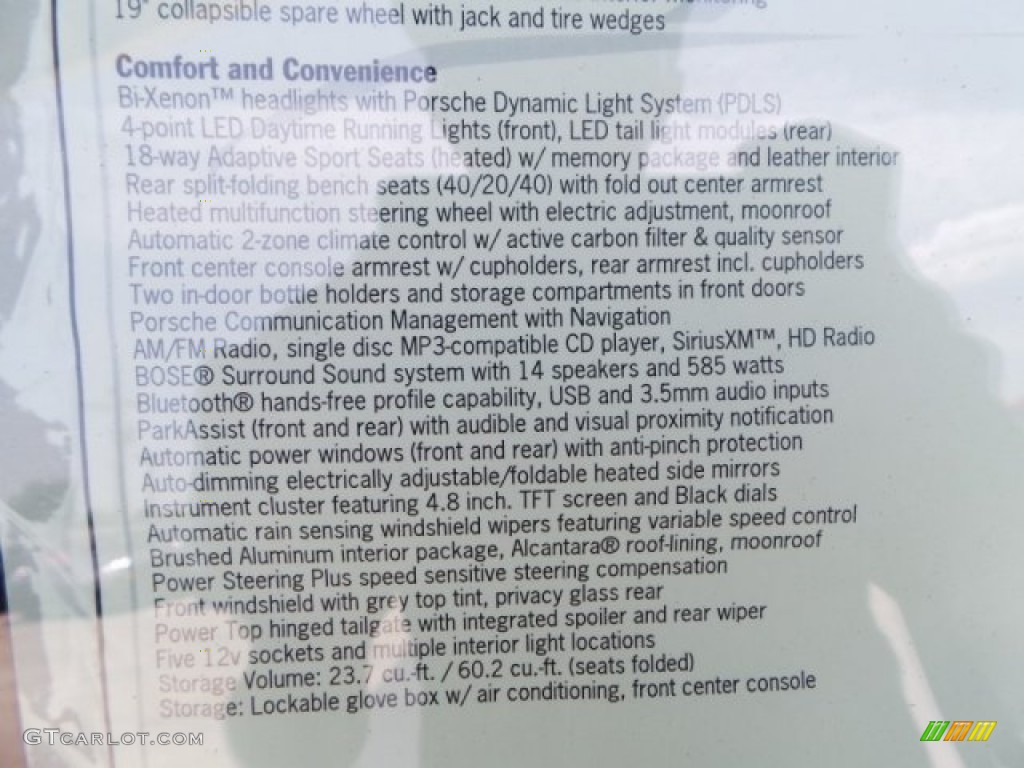 19" collapsible spare wheel with jack and tire wedges
Comfort and Convenience
Bi-Xenon™ headlights with Porsche Dynamic Light System (PDLS)
4-point LED Daytime Running Lights (front), LED tail light modules (rear)
18-way Adaptive Sport Seats (heated) w/ memory package and leather interior
Rear split-folding bench seats (40/20/40) with fold out center armrest
Heated multifunction steering wheel with electric adjustment, moonroof
Automatic 2-zone climate control w/ active carbon filter & quality sensor
Front center console armrest w/ cupholders, rear armrest incl. cupholders
Two in-door bottle holders and storage compartments in front doors
Porsche Communication Management with Navigation
AM/FM Radio, single disc MP3-compatible CD player, SiriusXM™, HD Radio
BOSE® Surround Sound system with 14 speakers and 585 watts
Bluetooth® hands-free profile capability, USB and 3.5mm audio inputs
ParkAssist (front and rear) with audible and visual proximity notification
Automatic power windows (front and rear) with anti-pinch protection
Auto-dimming electrically adjustable/foldable heated side mirrors
Instrument cluster featuring 4.8 inch. TFT screen and Black dials
Automatic rain sensing windshield wipers featuring variable speed control
Brushed Aluminum interior package, Alcantara® roof-lining, moonroof
Power Steering Plus speed sensitive steering compensation
Front windshield with grey top tint, privacy glass rear
Power Top hinged tailgate with integrated spoiler and rear wiper
Five 12v sockets and multiple interior light locations
Storage Volume: 23.7 cu.-ft. / 60.2 cu.-ft. (seats folded)
Storage: Lockable glove box w/ air conditioning, front center console
GTCARLOT.COM